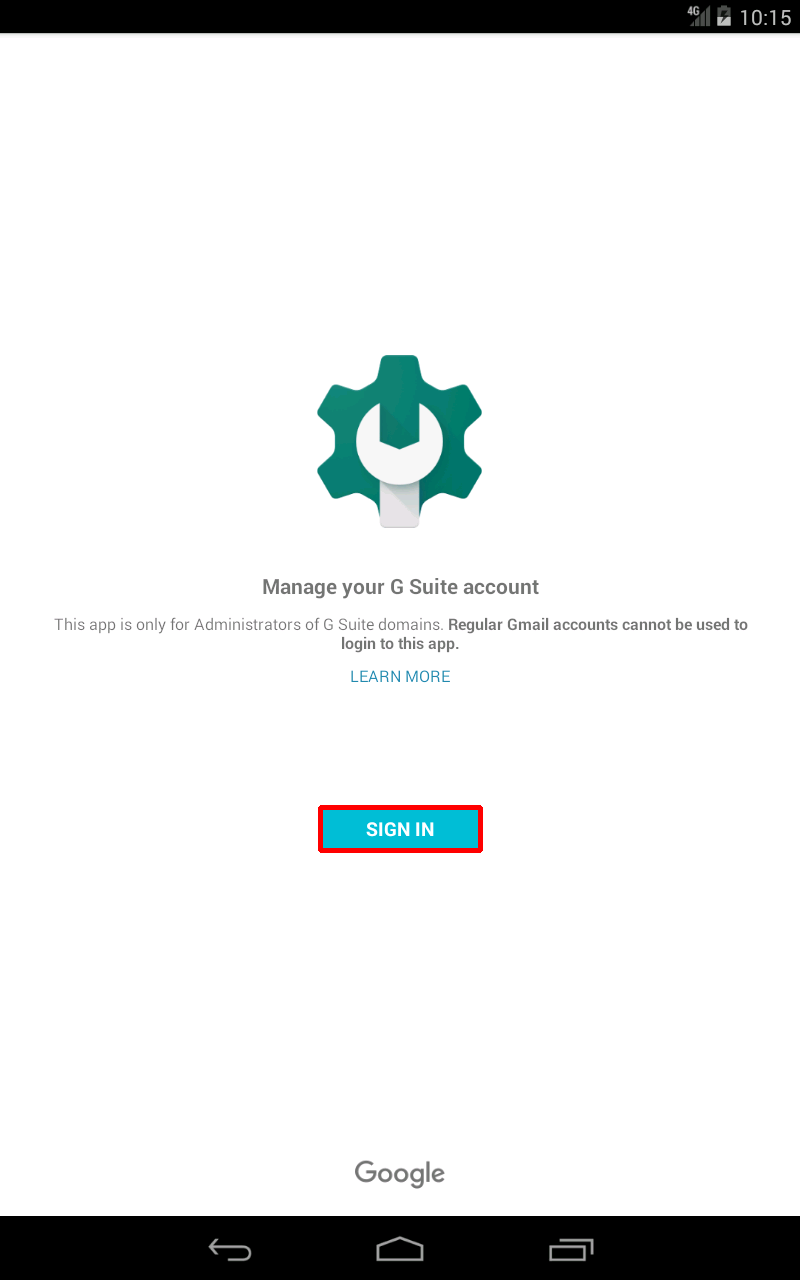 4G 10:15
Manage your G Suite account
This app is only for Administrators of G Suite domains. Regular Gmail accounts cannot be used to
login to this app.
LEARN MORE
SIGN IN
Google